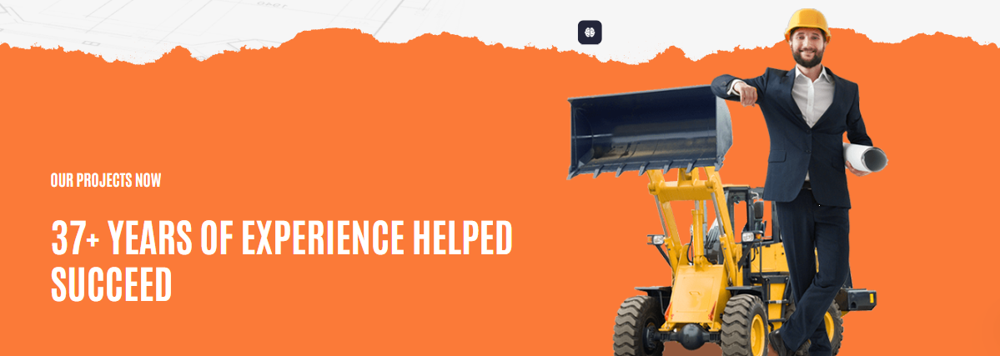 OUR PROJECTS NOW
37+ YEARS OF EXPERIENCE HELPED
SUCCEED